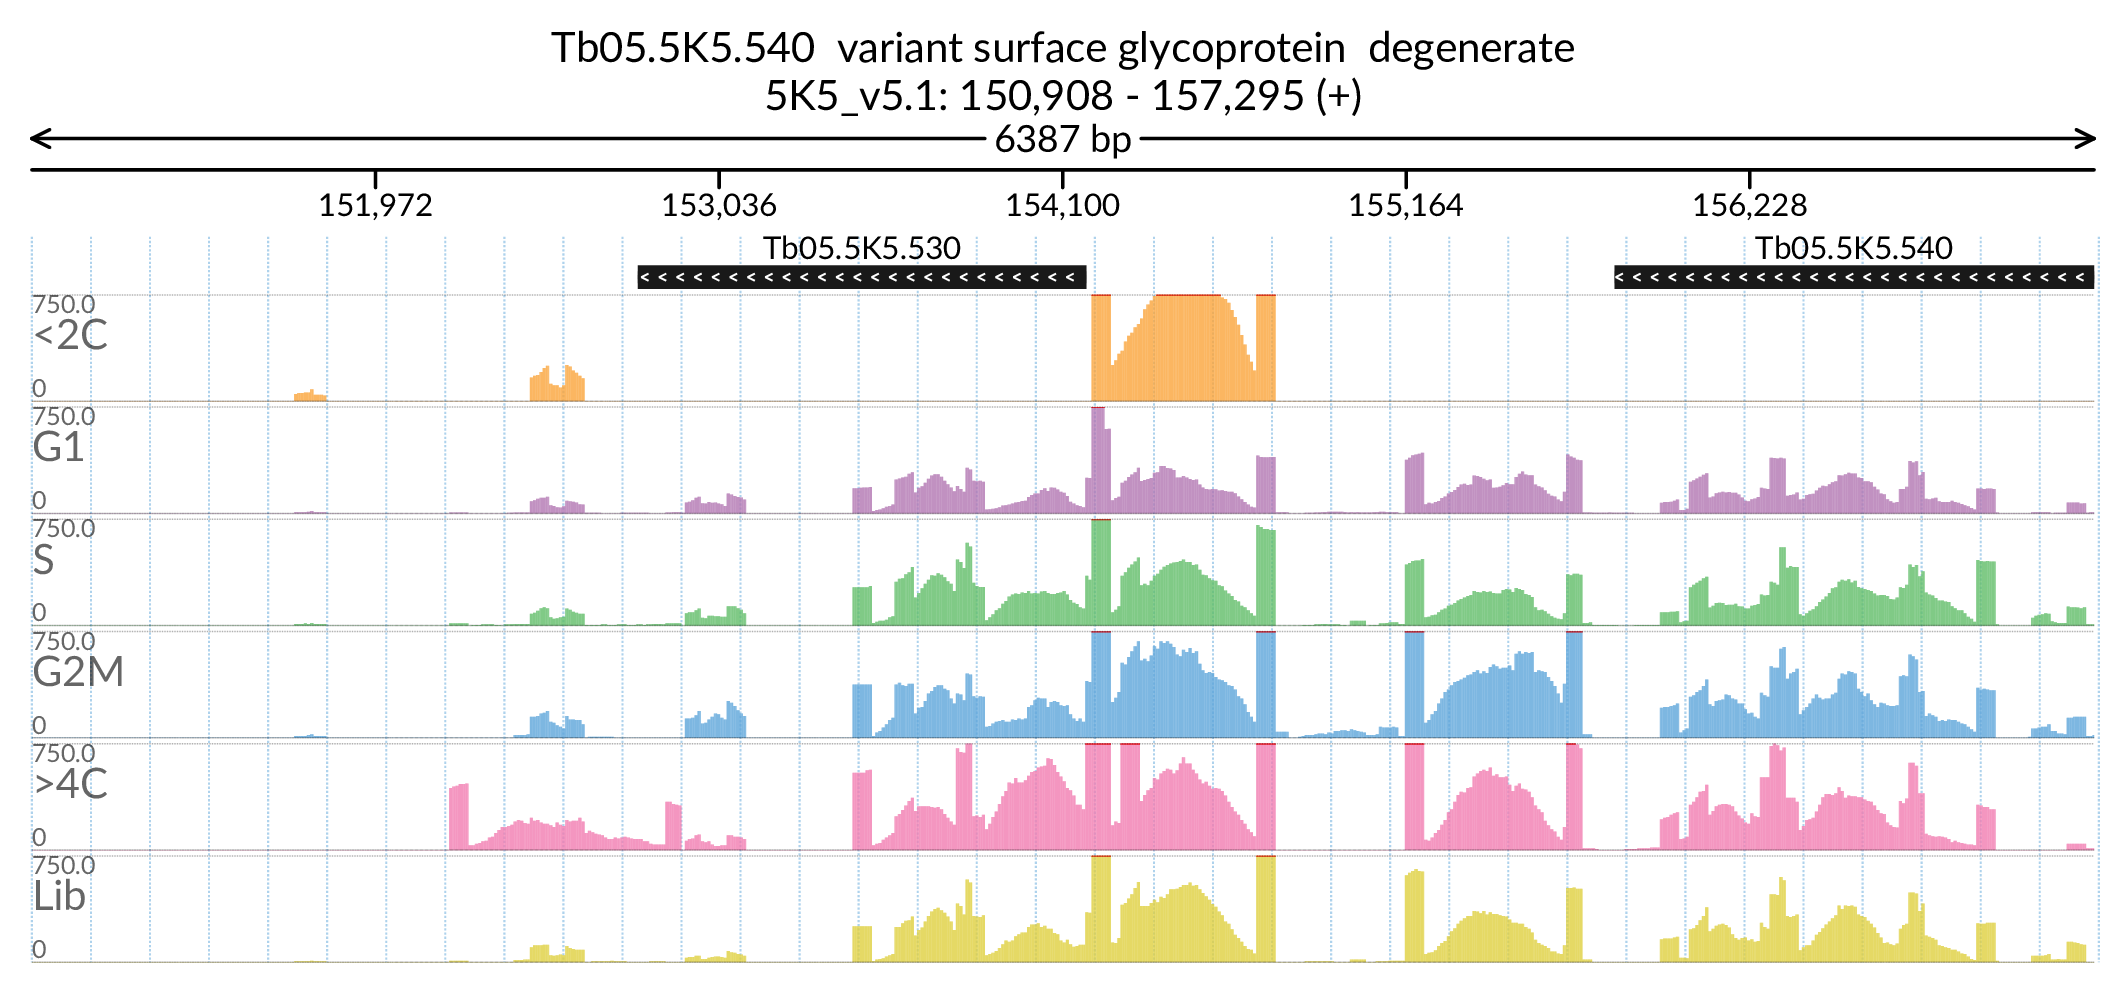 Tb05.5K5.540 variant surface glycoprotein degenerate
5K5_v5.1: 150,908 - 157,295 (+)
6387 bp
151,972 153,036 154,100 155,164 156,228
Tb05.5K5.530 Tb05.5K5.540
750.0
<2C
0
750.0
G1
0
750.0
S
0
750.0
G2M
0
750.0
>4C
0
750.0
Lib
0